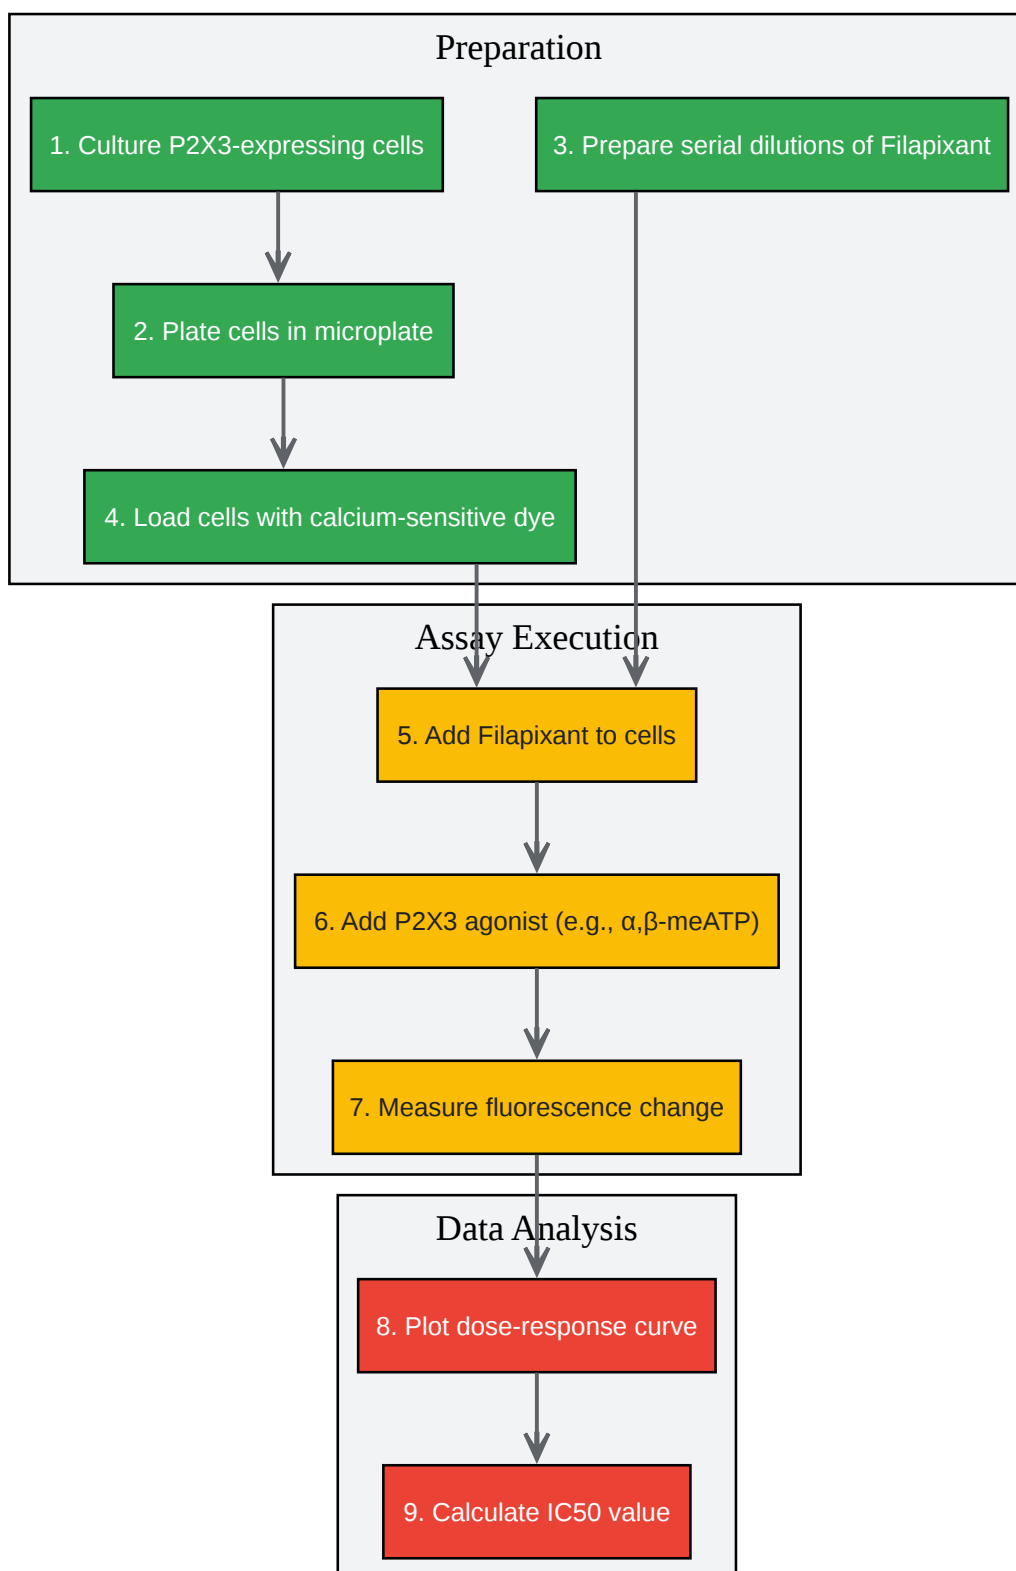 Preparation
1. Culture P2X3-expressing cells
3. Prepare serial dilutions of Filapixant
2. Plate cells in microplate
4. Load cells with calcium-sensitive dye
Assay Execution
5. Add Filapixant to cells
6. Add P2X3 agonist (e.g., α,β-meATP)
7. Measure fluorescence change
Data Analysis
8. Plot dose-response curve
9. Calculate IC50 value